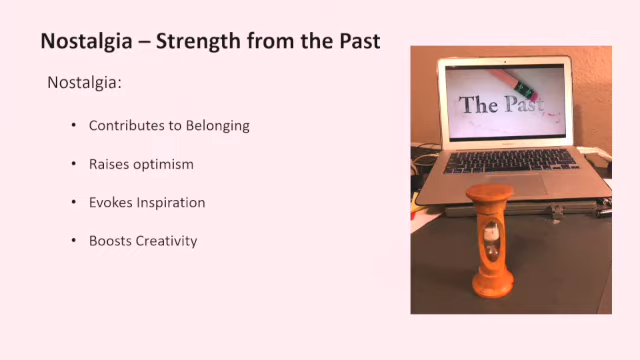 Nostalgia – Strength from the Past
Nostalgia:
• Contributes to Belonging
• Raises optimism
• Evokes Inspiration
• Boosts Creativity
The Past